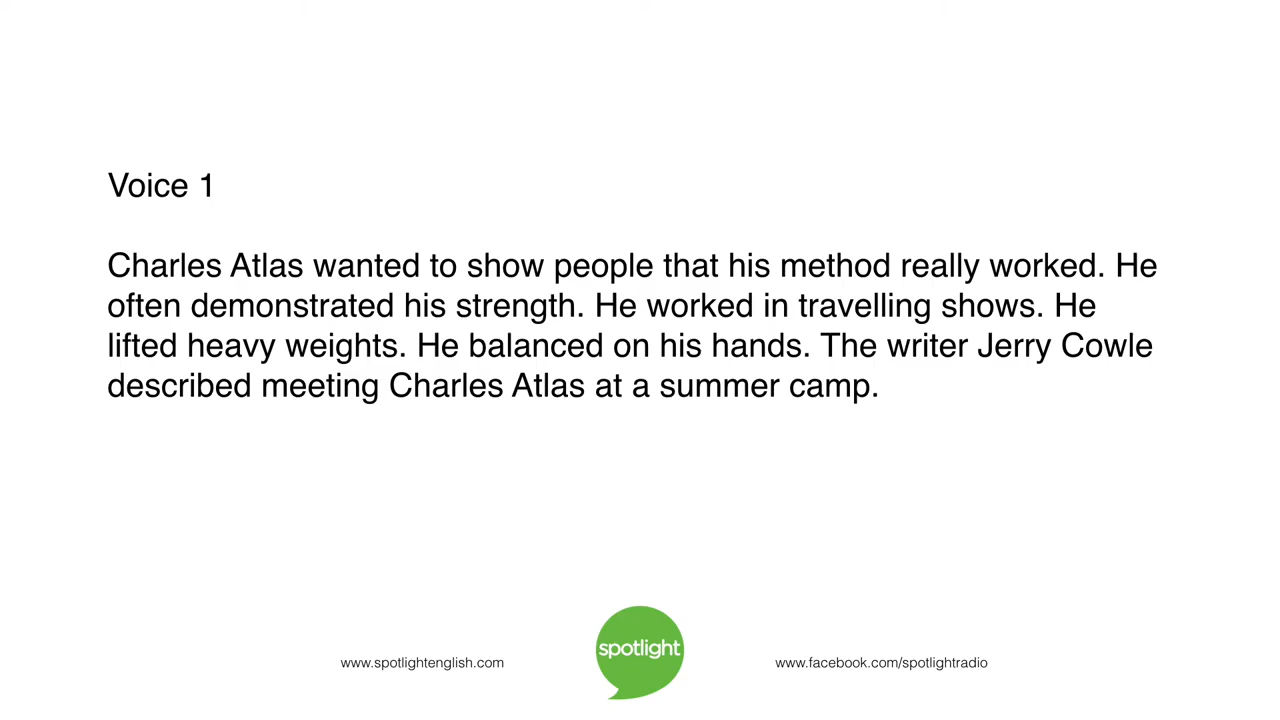 Voice 1
Charles Atlas wanted to show people that his method really worked. He
often demonstrated his strength. He worked in travelling shows. He
lifted heavy weights. He balanced on his hands. The writer Jerry Cowle
described meeting Charles Atlas at a summer camp.
spotlight
www.spotlightenglish.com
www.facebook.com/spotlightradio